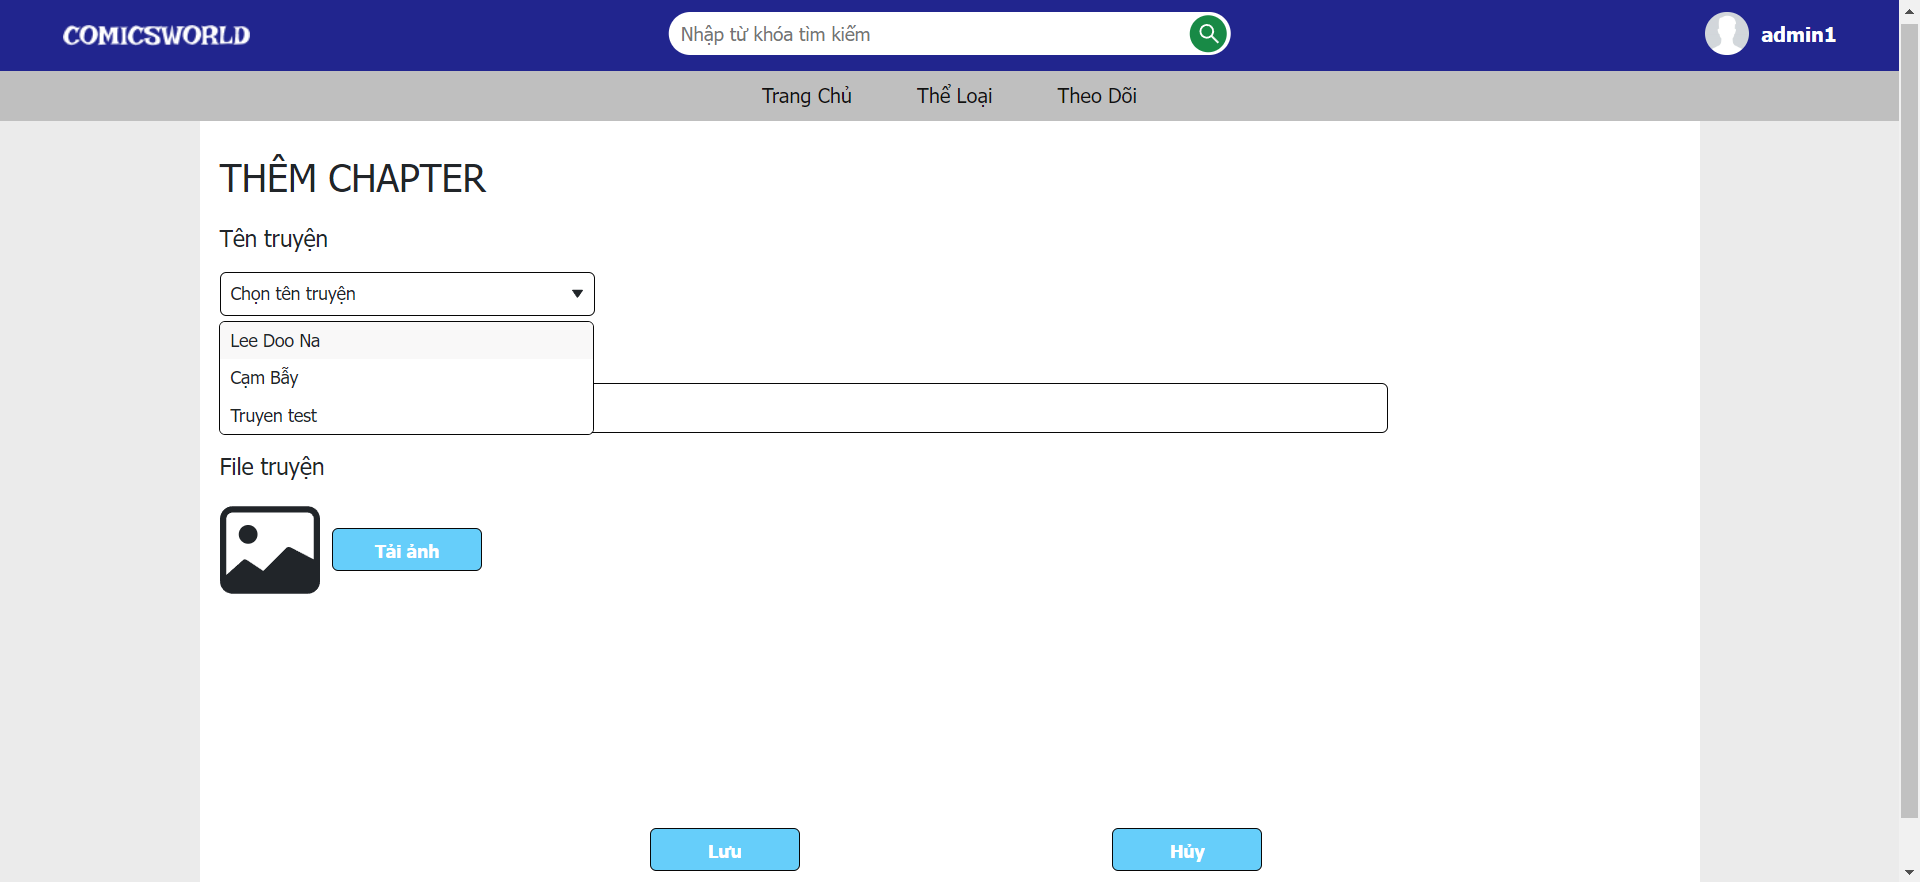 COMICSWORLD
Nhập từ khóa tìm kiếm
admin1
Trang Chủ
Thể Loại
Theo Dõi
THÊM CHAPTER
Tên truyện
Chọn tên truyện
Lee Doo Na
Cạm Bẫy
Truyen test
File truyện
Tải ảnh
Lưu
Hủy